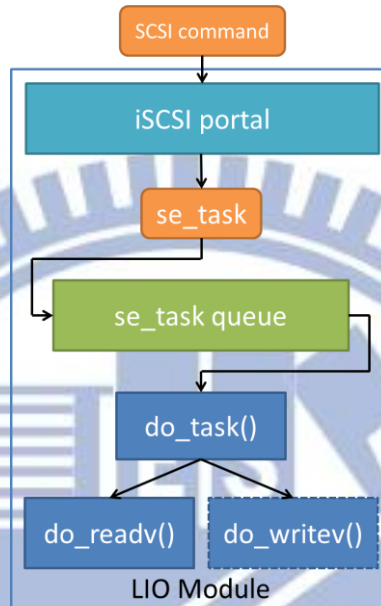 SCSI command
iSCSI portal
se_task
se_task queue
do_task()
do_readv()
do_writev()
LIO Module